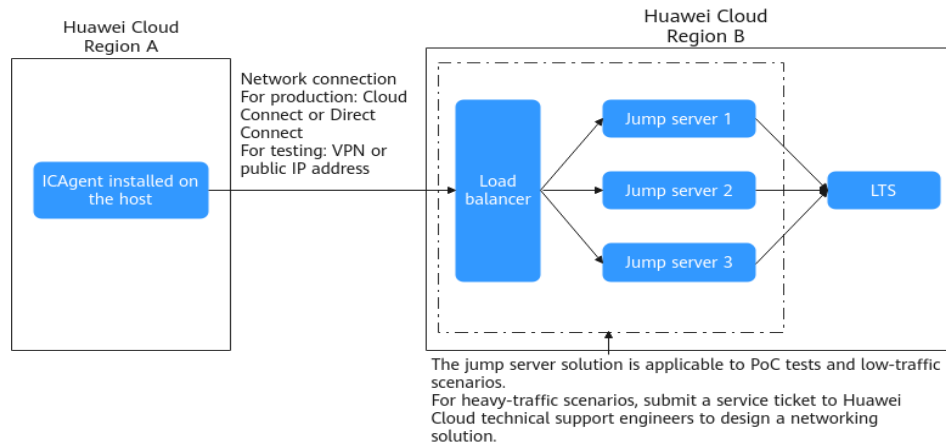 Huawei Cloud
Region A
Huawei Cloud
Region B
Network connection
For production: Cloud
Connect or Direct
Connect
For testing: VPN or
public IP address
ICAgent installed on
the host
Load
balancer
Jump server 1
Jump server 2
Jump server 3
LTS
The jump server solution is applicable to PoC tests and low-traffic
scenarios.
For heavy-traffic scenarios, submit a service ticket to Huawei
Cloud technical support engineers to design a networking
solution.